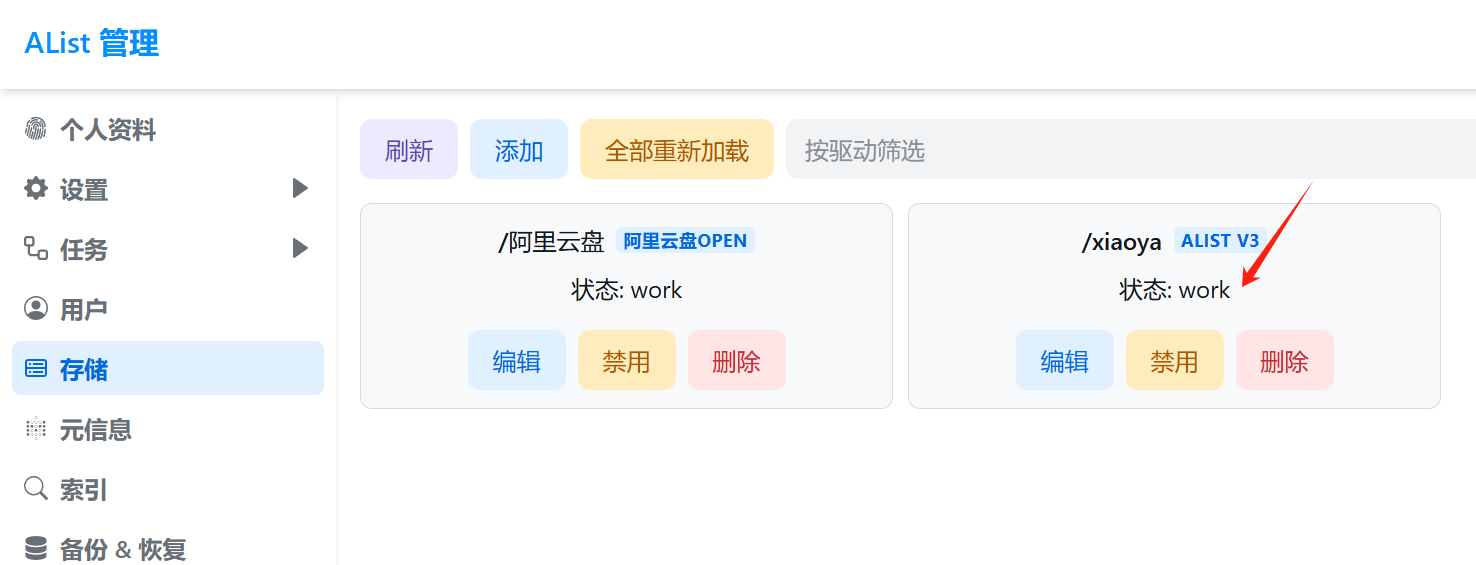 AList 管理
个人资料
设置
任务
用户
存储
元信息
索引
备份 & 恢复
刷新 添加 全部重新加载 按驱动筛选
/阿里云盘 阿里云盘OPEN
状态: work
编辑 禁用 删除
/xiaoya ALIST V3
状态: work
编辑 禁用 删除